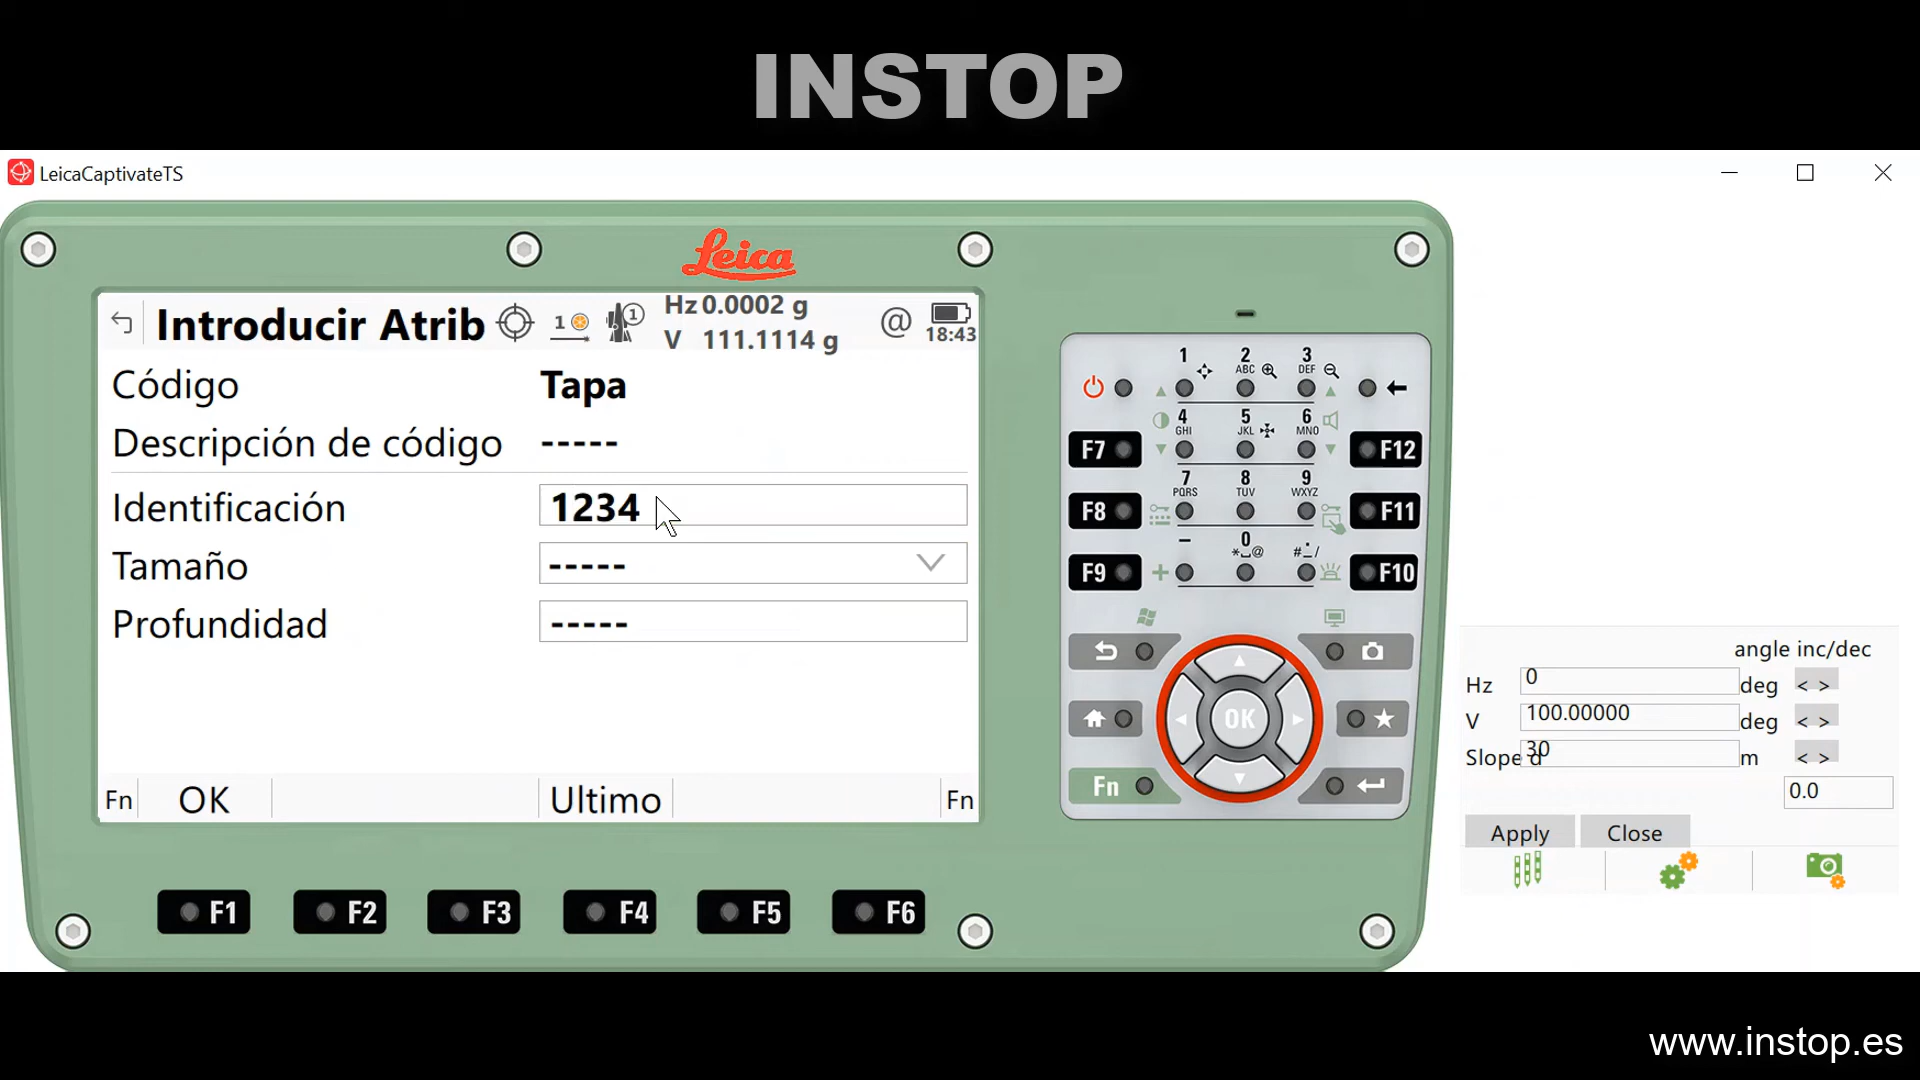 INSTOP
LeicaCaptivateTS
Leica
Introducir Atrib
1
1
Hz 0.0002 g
V 111.1114 g
@
18:43
Código Tapa
Descripción de código -----
Identificación 1234
Tamaño -----
Profundidad -----
Fn OK Ultimo Fn
F1 F2 F3 F4 F5 F6
1 2 3
ABC DEF
4 5 6
GHI JKL MNO
F7 F12
7 8 9
PQRS TUV WXYZ
F8 F11
- 0
*␣@ #._/
F9 + F10
OK
Fn
angle inc/dec
Hz 0 deg < >
V 100.00000 deg < >
Slope d 30 m < >
0.0
Apply Close
www.instop.es